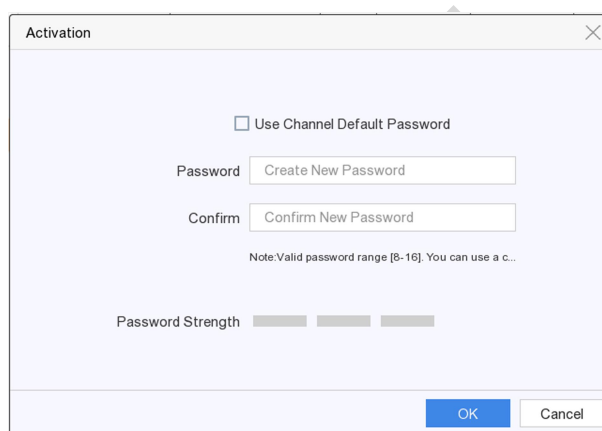 Activation
Use Channel Default Password
Password Create New Password
Confirm Confirm New Password
Note:Valid password range [8-16]. You can use a c...
Password Strength
OK Cancel